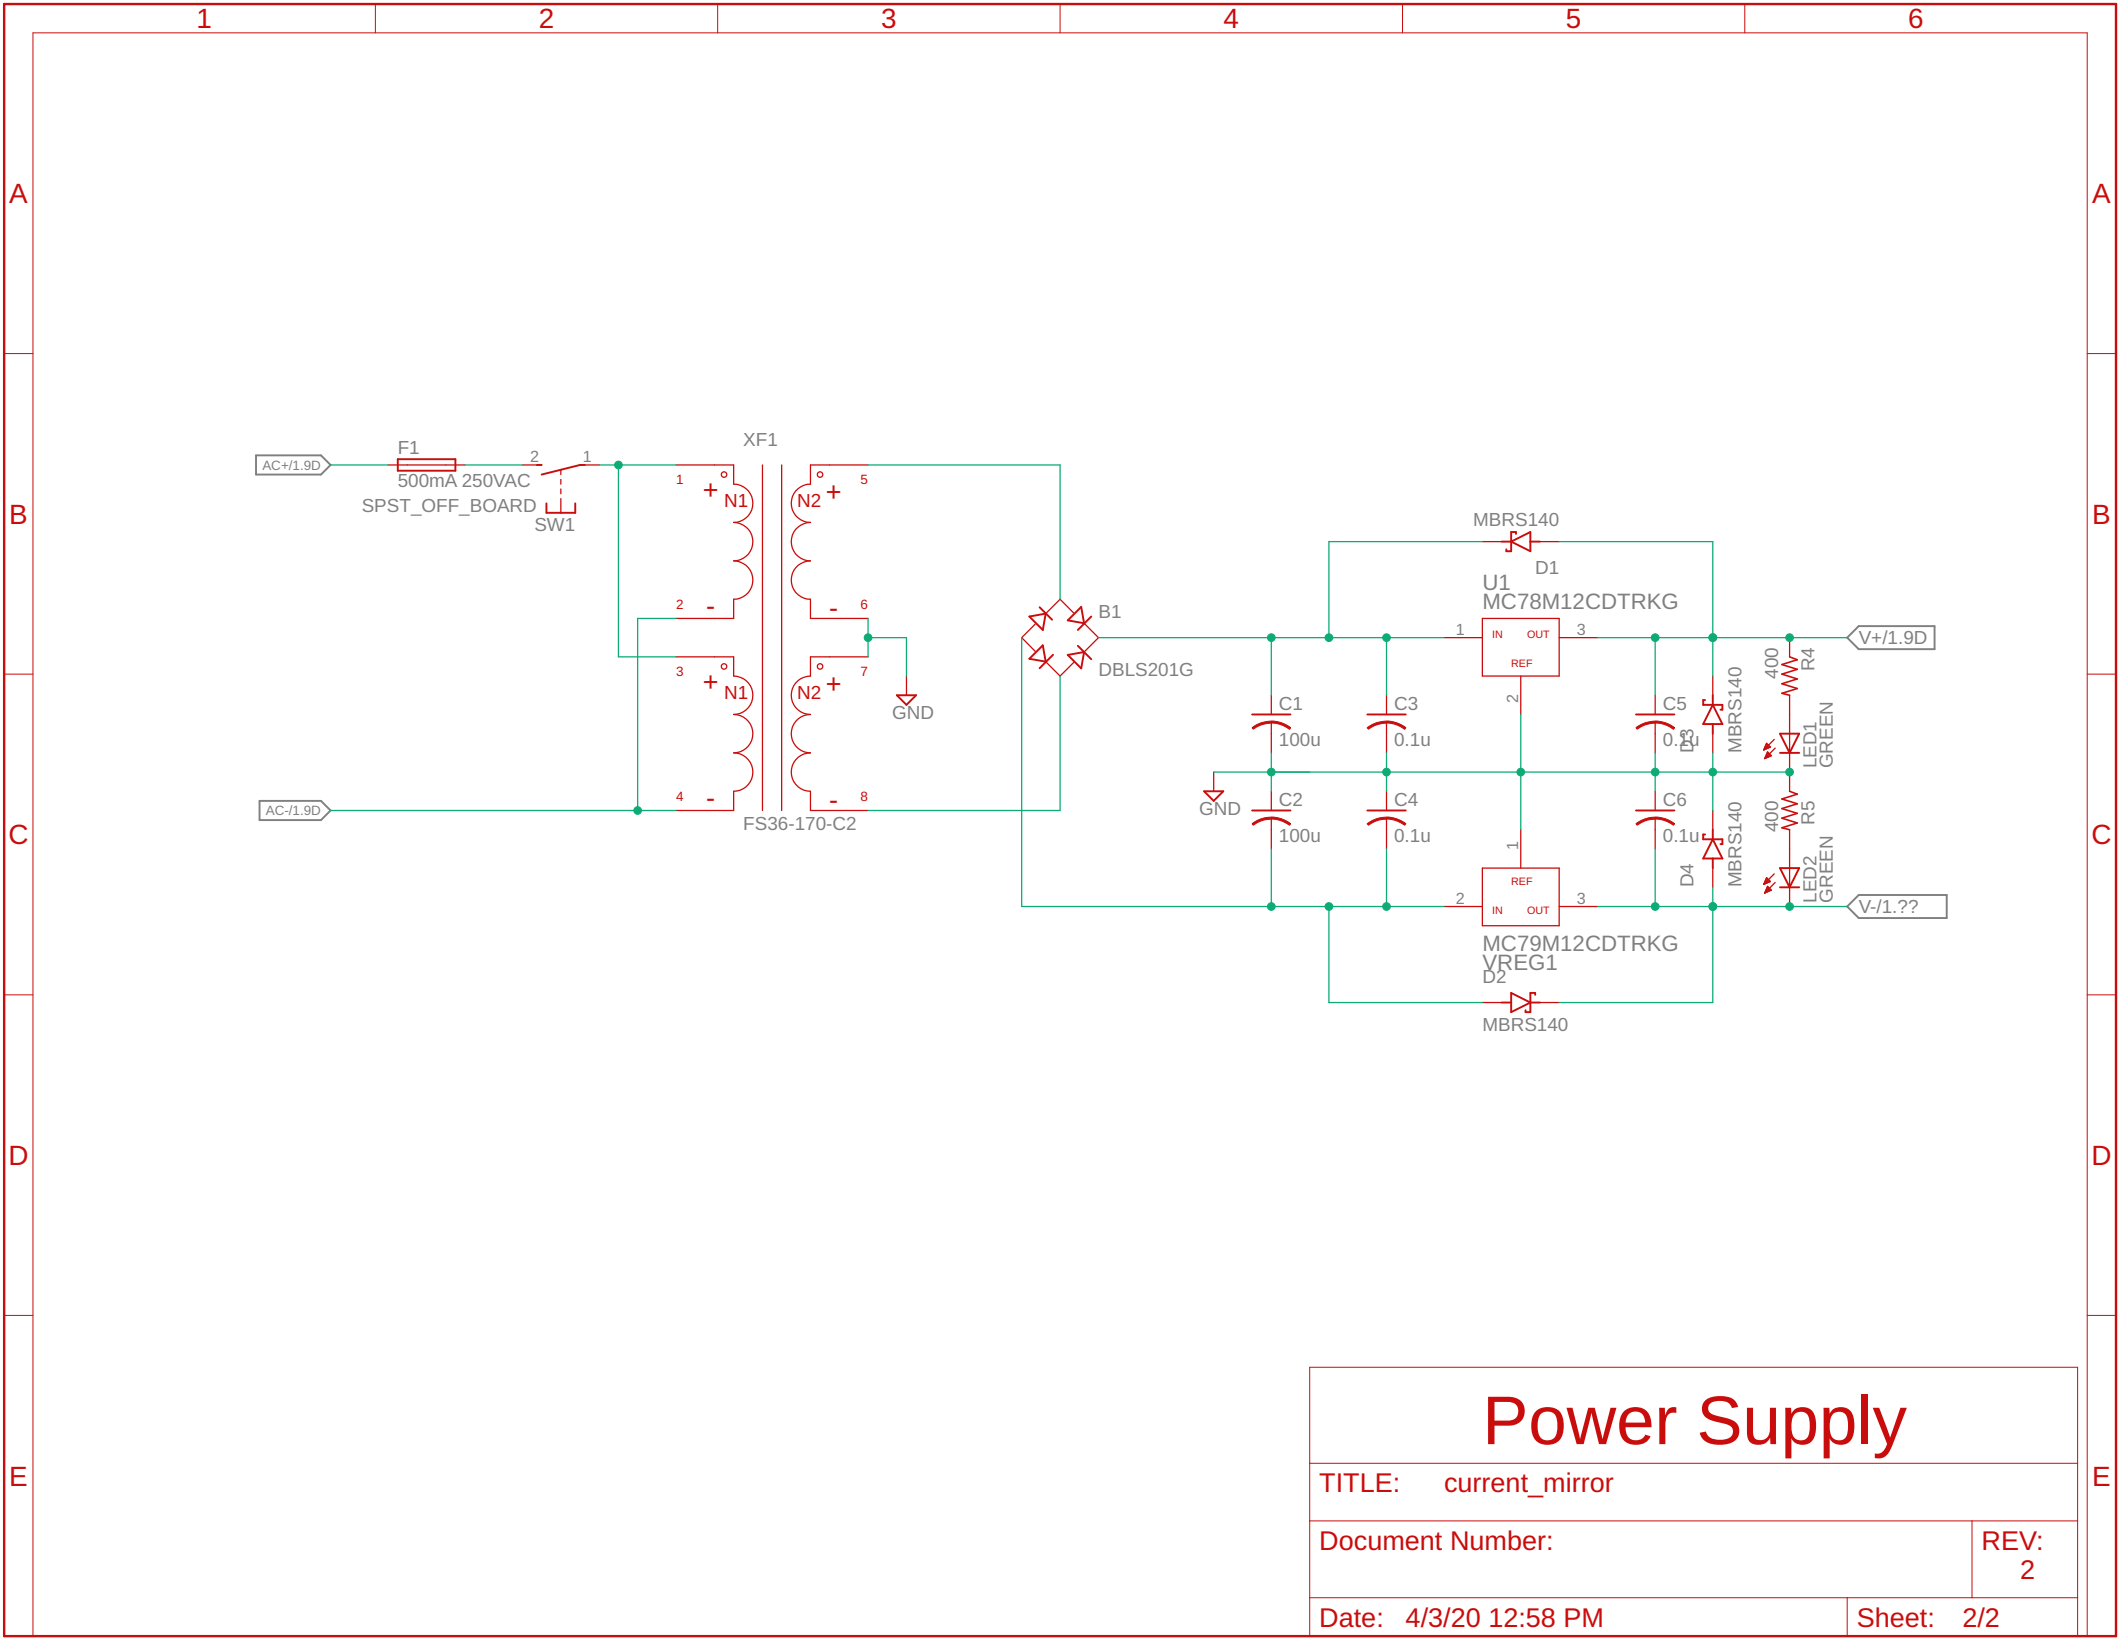 1 2 3 4 5 6
A A
B B
C C
D D
E E
AC+/1.9D
F1
500mA 250VAC
SPST_OFF_BOARD
2 1
SW1
AC-/1.9D
XF1
1 + N1 N2 + 5
2 - - 6
3 + N1 N2 + 7
4 - - 8
FS36-170-C2
GND
B1
DBLS201G
MBRS140
D1
U1
MC78M12CDTRKG
1 IN OUT 3
REF
2
V+/1.9D
C1
100u
C3
0.1u
C5
0.1u
D3
MBRS140
400
R4
LED1
GREEN
GND
C2
100u
C4
0.1u
C6
0.1u
D4
MBRS140
400
R5
LED2
GREEN
1
REF
2 IN OUT 3
V-/1.??
MC79M12CDTRKG
VREG1
D2
MBRS140
Power Supply
TITLE: current_mirror
Document Number:
REV:
2
Date: 4/3/20 12:58 PM
Sheet: 2/2